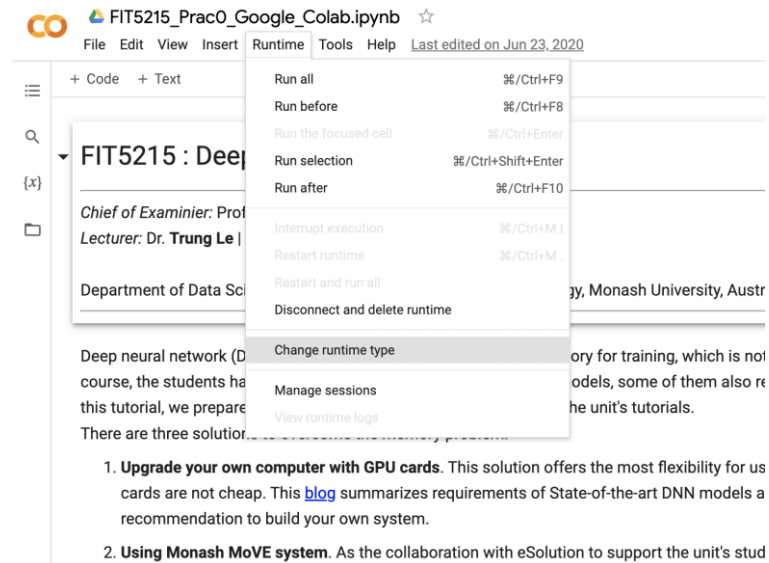 FIT5215_Prac0_Google_Colab.ipynb
File Edit View Insert Runtime Tools Help Last edited on Jun 23, 2020
+ Code + Text
Run all ⌘/Ctrl+F9
Run before ⌘/Ctrl+F8
Run the focused cell ⌘/Ctrl+Enter
FIT5215 : Deep
Run selection ⌘/Ctrl+Shift+Enter
{x}
Run after ⌘/Ctrl+F10
Chief of Examinier: Prof
Interrupt execution ⌘/Ctrl+M I
Lecturer: Dr. Trung Le |
Restart runtime ⌘/Ctrl+M .
Restart and run all
Department of Data Sci gy, Monash University, Austr
Disconnect and delete runtime
Change runtime type
Deep neural network (D ory for training, which is not
course, the students ha odels, some of them also re
Manage sessions
this tutorial, we prepare he unit's tutorials.
View runtime logs
There are three solutions to overcome the memory problem.
1. Upgrade your own computer with GPU cards. This solution offers the most flexibility for us
cards are not cheap. This blog summarizes requirements of State-of-the-art DNN models a
recommendation to build your own system.
2. Using Monash MoVE system. As the collaboration with eSolution to support the unit's stud